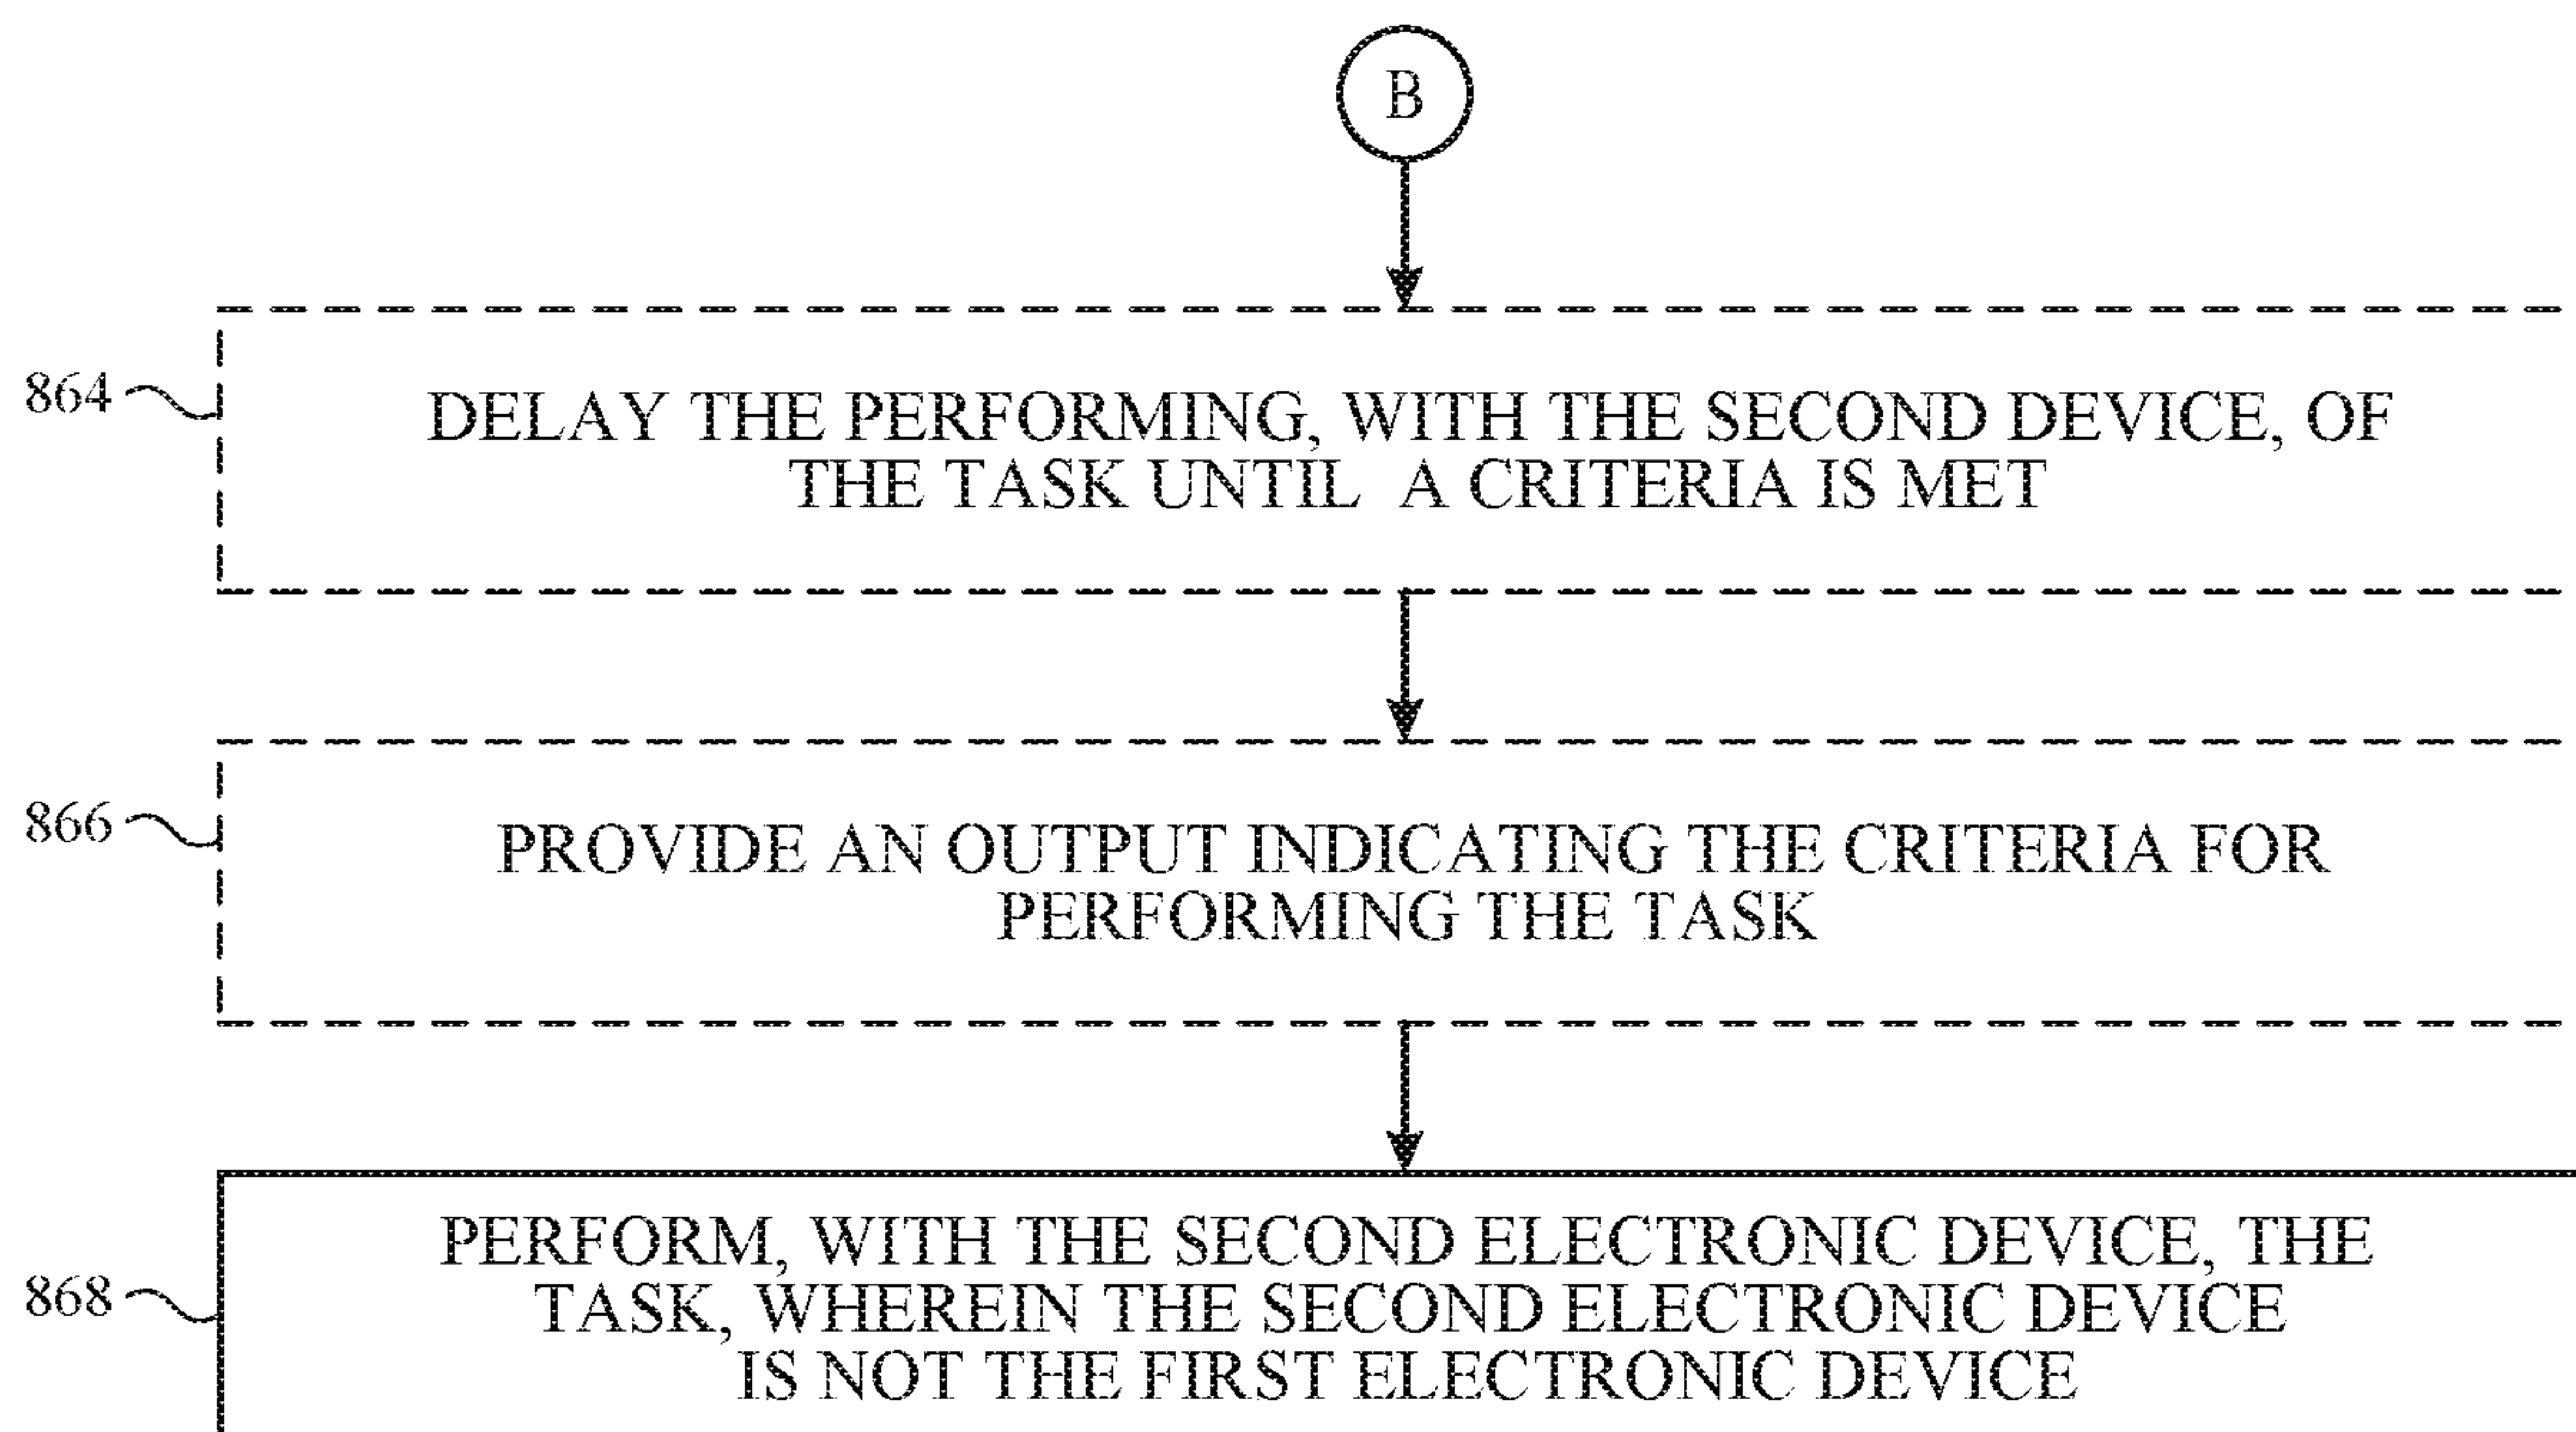 B
864
DELAY THE PERFORMING, WITH THE SECOND DEVICE, OF
THE TASK UNTIL A CRITERIA IS MET
866
PROVIDE AN OUTPUT INDICATING THE CRITERIA FOR
PERFORMING THE TASK
868
PERFORM, WITH THE SECOND ELECTRONIC DEVICE, THE
TASK, WHEREIN THE SECOND ELECTRONIC DEVICE
IS NOT THE FIRST ELECTRONIC DEVICE